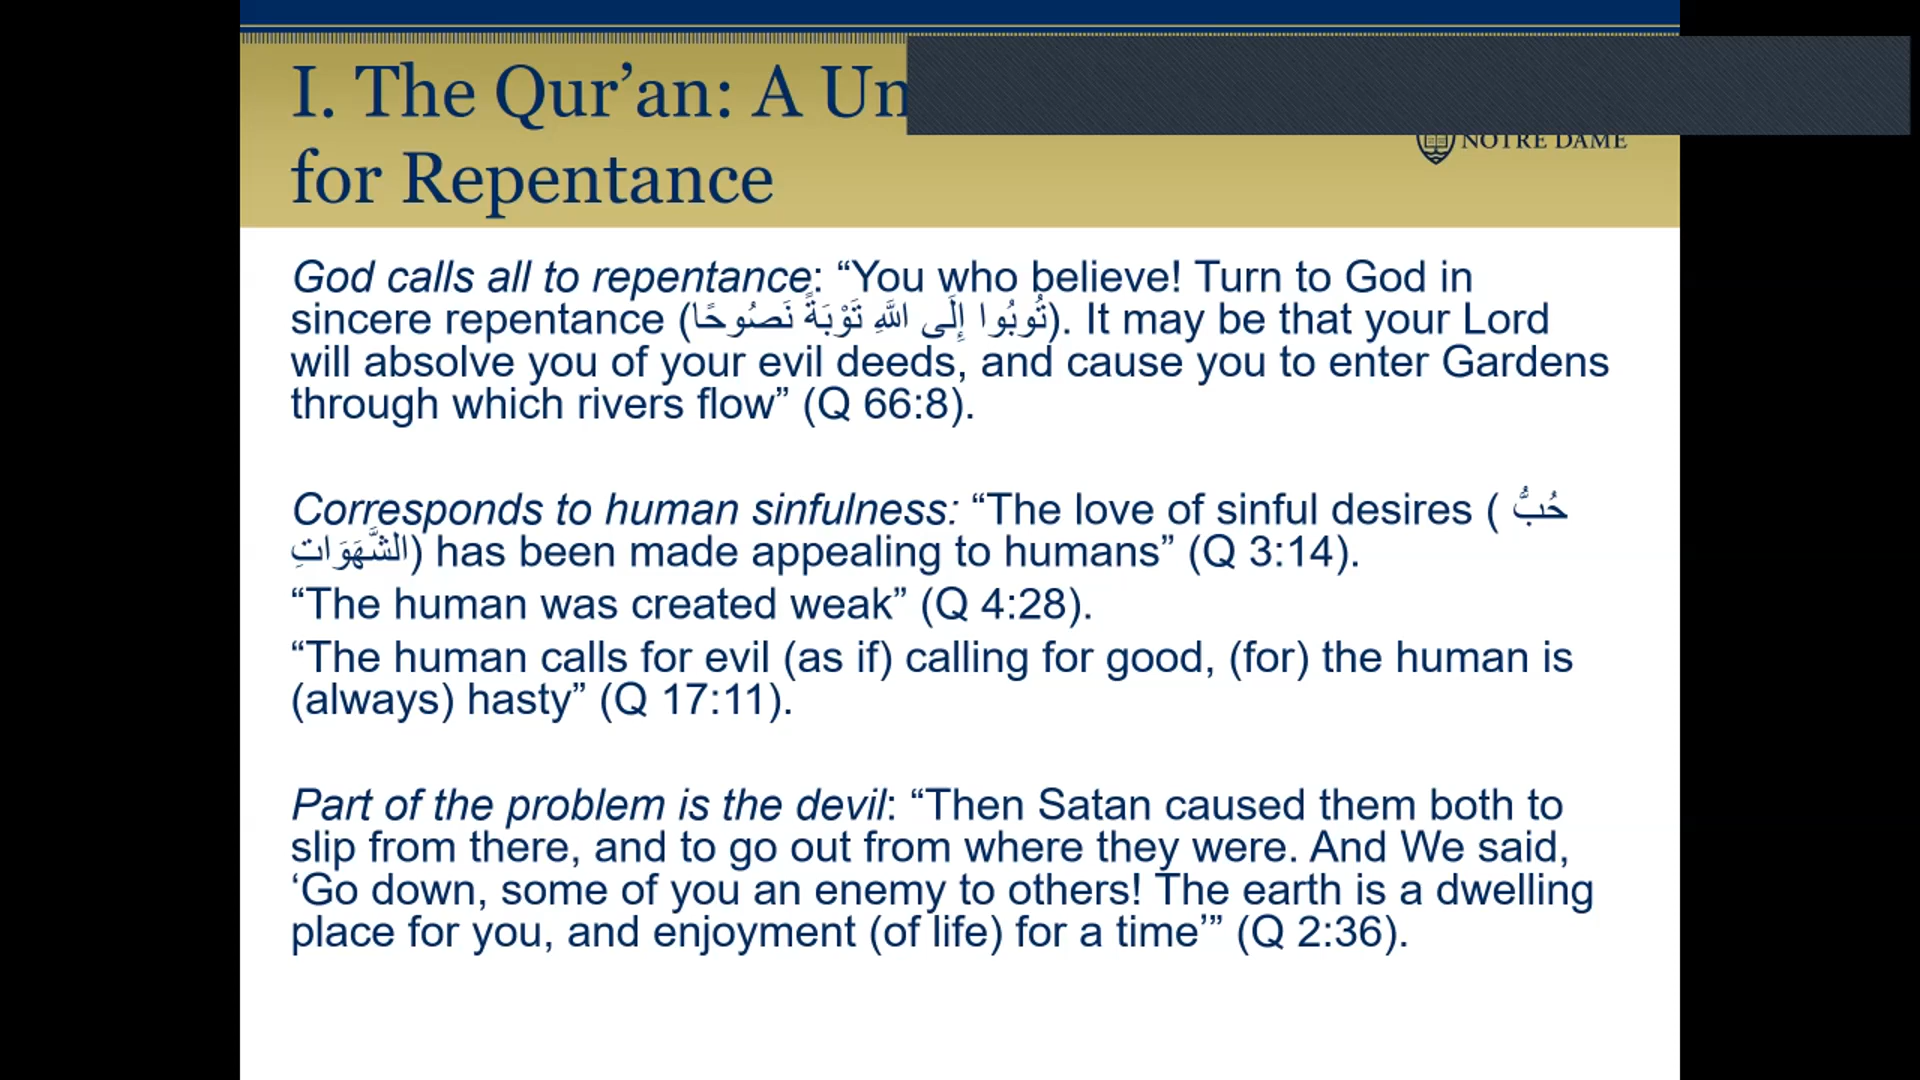 I. The Qur’an: A Un
for Repentance
NOTRE DAME
God calls all to repentance: “You who believe! Turn to God in
sincere repentance (تُوبُوا إِلَى اللَّهِ تَوْبَةً نَصُوحًا). It may be that your Lord
will absolve you of your evil deeds, and cause you to enter Gardens
through which rivers flow” (Q 66:8).
Corresponds to human sinfulness: “The love of sinful desires ( حُبُّ
الشَّهَوَاتِ) has been made appealing to humans” (Q 3:14).
“The human was created weak” (Q 4:28).
“The human calls for evil (as if) calling for good, (for) the human is
(always) hasty” (Q 17:11).
Part of the problem is the devil: “Then Satan caused them both to
slip from there, and to go out from where they were. And We said,
‘Go down, some of you an enemy to others! The earth is a dwelling
place for you, and enjoyment (of life) for a time’” (Q 2:36).